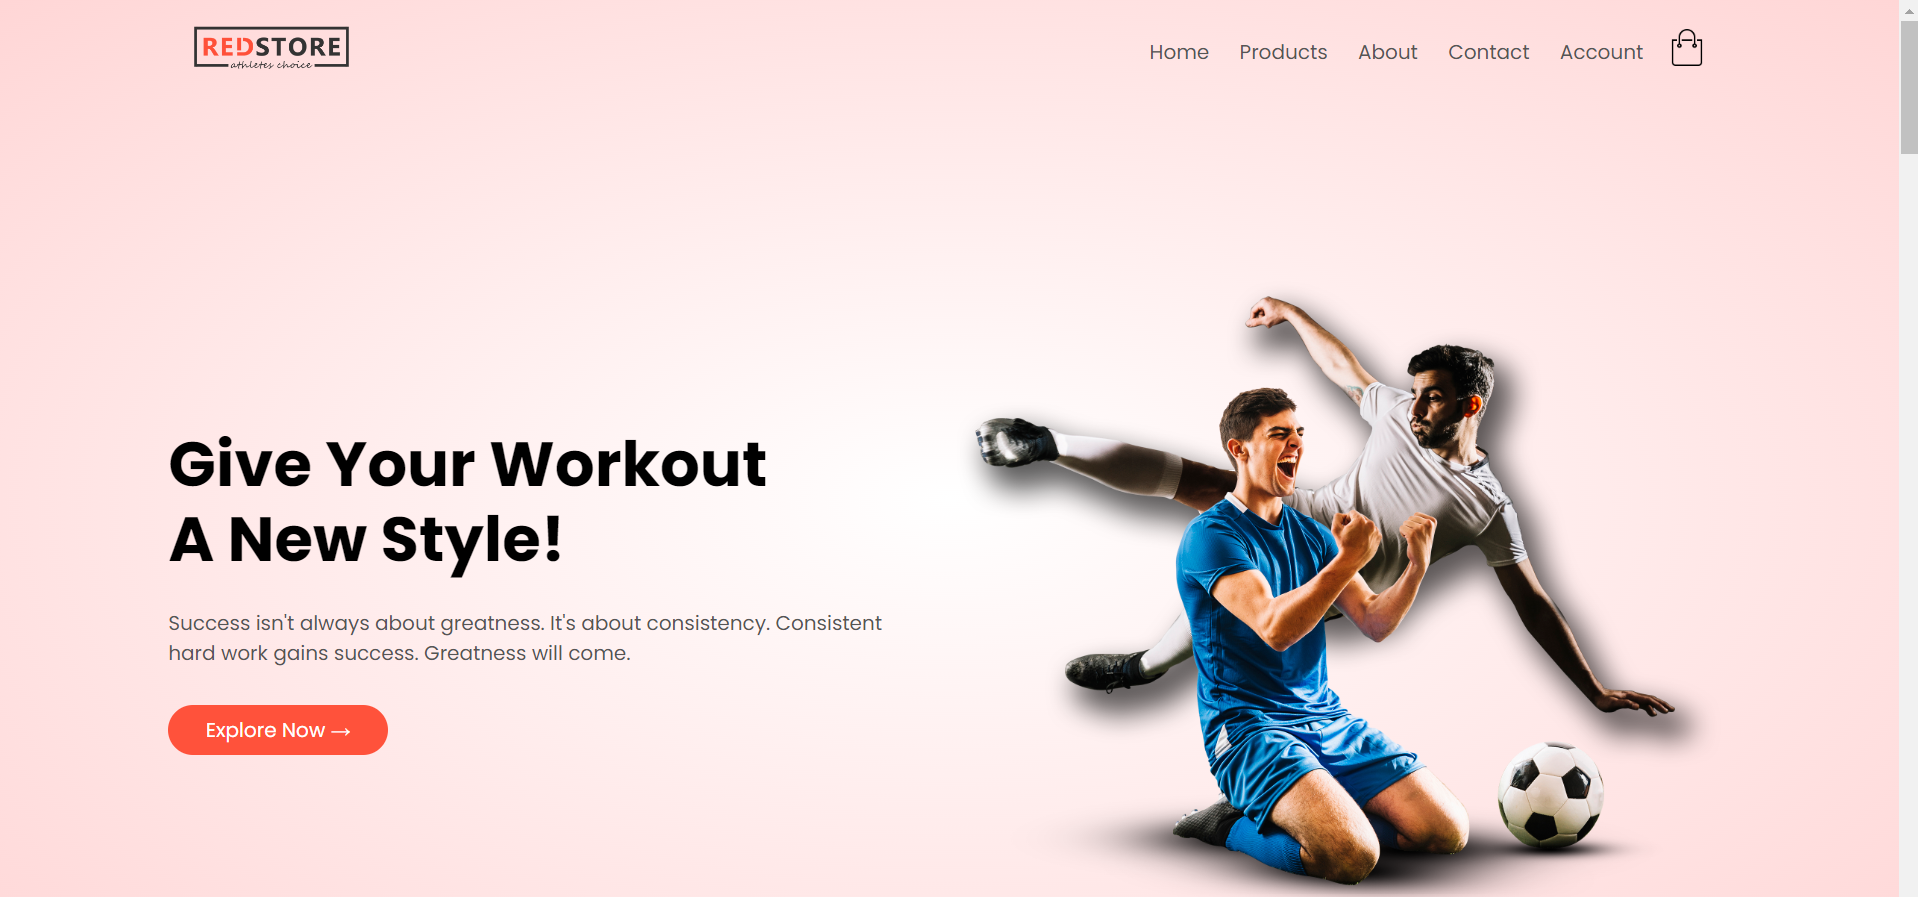 REDSTORE
athletes choice
Home Products About Contact Account
Give Your Workout
A New Style!
Success isn't always about greatness. It's about consistency. Consistent
hard work gains success. Greatness will come.
Explore Now →